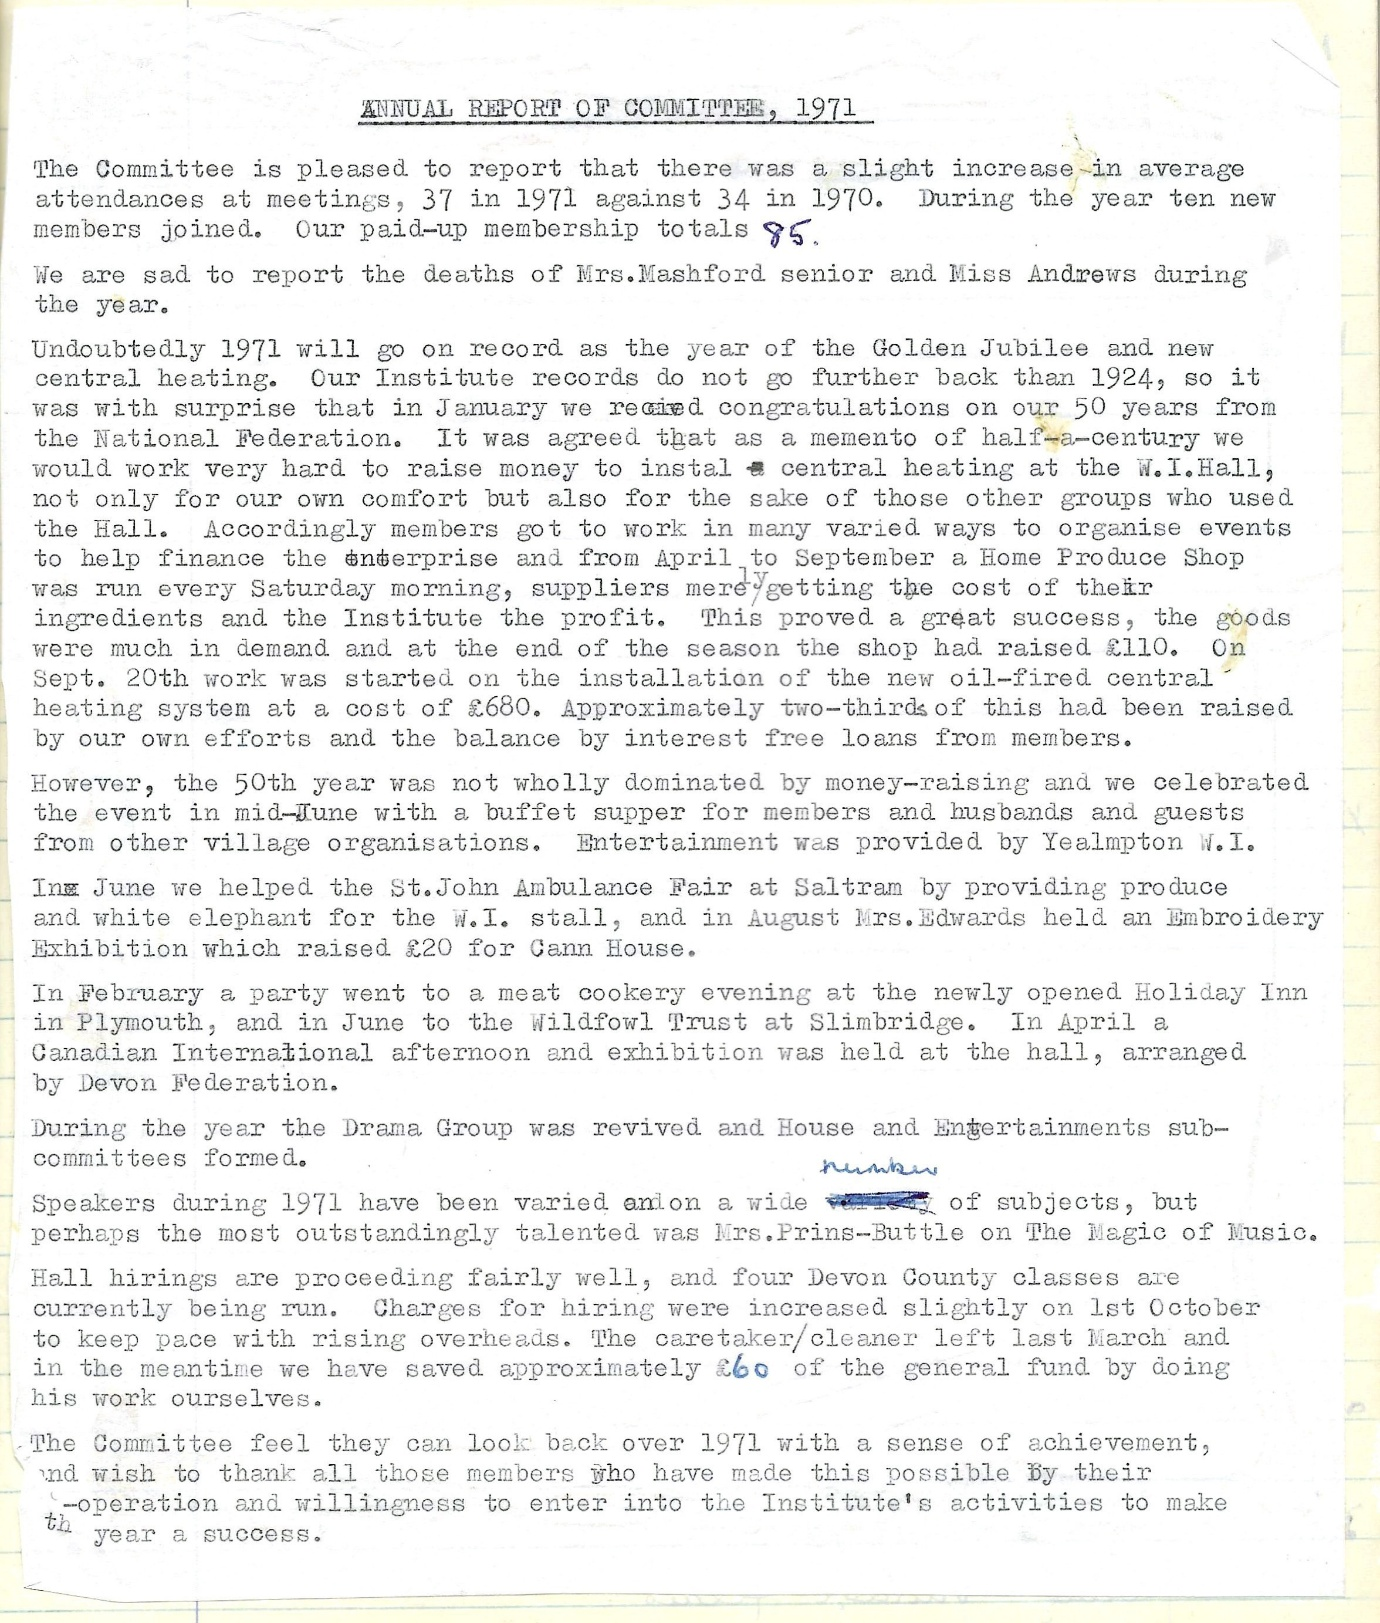 ANNUAL REPORT OF COMMITTEE, 1971
The Committee is pleased to report that there was a slight increase in average
attendances at meetings, 37 in 1971 against 34 in 1970. During the year ten new
members joined. Our paid-up membership totals 85.
We are sad to report the deaths of Mrs.Mashford senior and Miss Andrews during
the year.
Undoubtedly 1971 will go on record as the year of the Golden Jubilee and new
central heating. Our Institute records do not go further back than 1924, so it
was with surprise that in January we recied congratulations on our 50 years from
the National Federation. It was agreed that as a memento of half-a-century we
would work very hard to raise money to instal central heating at the W.I.Hall,
not only for our own comfort but also for the sake of those other groups who used
the Hall. Accordingly members got to work in many varied ways to organise events
to help finance the enterprise and from April to September a Home Produce Shop
was run every Saturday morning, suppliers merely getting the cost of their
ingredients and the Institute the profit. This proved a great success, the goods
were much in demand and at the end of the season the shop had raised £110. On
Sept. 20th work was started on the installation of the new oil-fired central
heating system at a cost of £680. Approximately two-thirds of this had been raised
by our own efforts and the balance by interest free loans from members.
However, the 50th year was not wholly dominated by money-raising and we celebrated
the event in mid-June with a buffet supper for members and husbands and guests
from other village organisations. Entertainment was provided by Yealmpton W.I.
In June we helped the St.John Ambulance Fair at Saltram by providing produce
and white elephant for the W.I. stall, and in August Mrs.Edwards held an Embroidery
Exhibition which raised £20 for Cann House.
In February a party went to a meat cookery evening at the newly opened Holiday Inn
in Plymouth, and in June to the Wildfowl Trust at Slimbridge. In April a
Canadian International afternoon and exhibition was held at the hall, arranged
by Devon Federation.
During the year the Drama Group was revived and House and Entertainments sub-
committees formed.
Speakers during 1971 have been varied and on a wide number of subjects, but
perhaps the most outstandingly talented was Mrs.Prins-Buttle on The Magic of Music.
Hall hirings are proceeding fairly well, and four Devon County classes are
currently being run. Charges for hiring were increased slightly on 1st October
to keep pace with rising overheads. The caretaker/cleaner left last March and
in the meantime we have saved approximately £60 of the general fund by doing
his work ourselves.
The Committee feel they can look back over 1971 with a sense of achievement,
and wish to thank all those members who have made this possible by their
-operation and willingness to enter into the Institute's activities to make
th year a success.